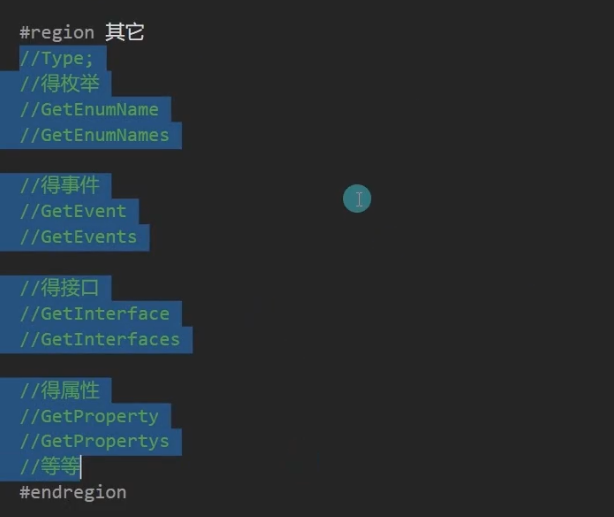 #region 其它
//Type;
//得枚举
//GetEnumName
//GetEnumNames
//得事件
//GetEvent
//GetEvents
//得接口
//GetInterface
//GetInterfaces
//得属性
//GetProperty
//GetPropertys
//等等
#endregion